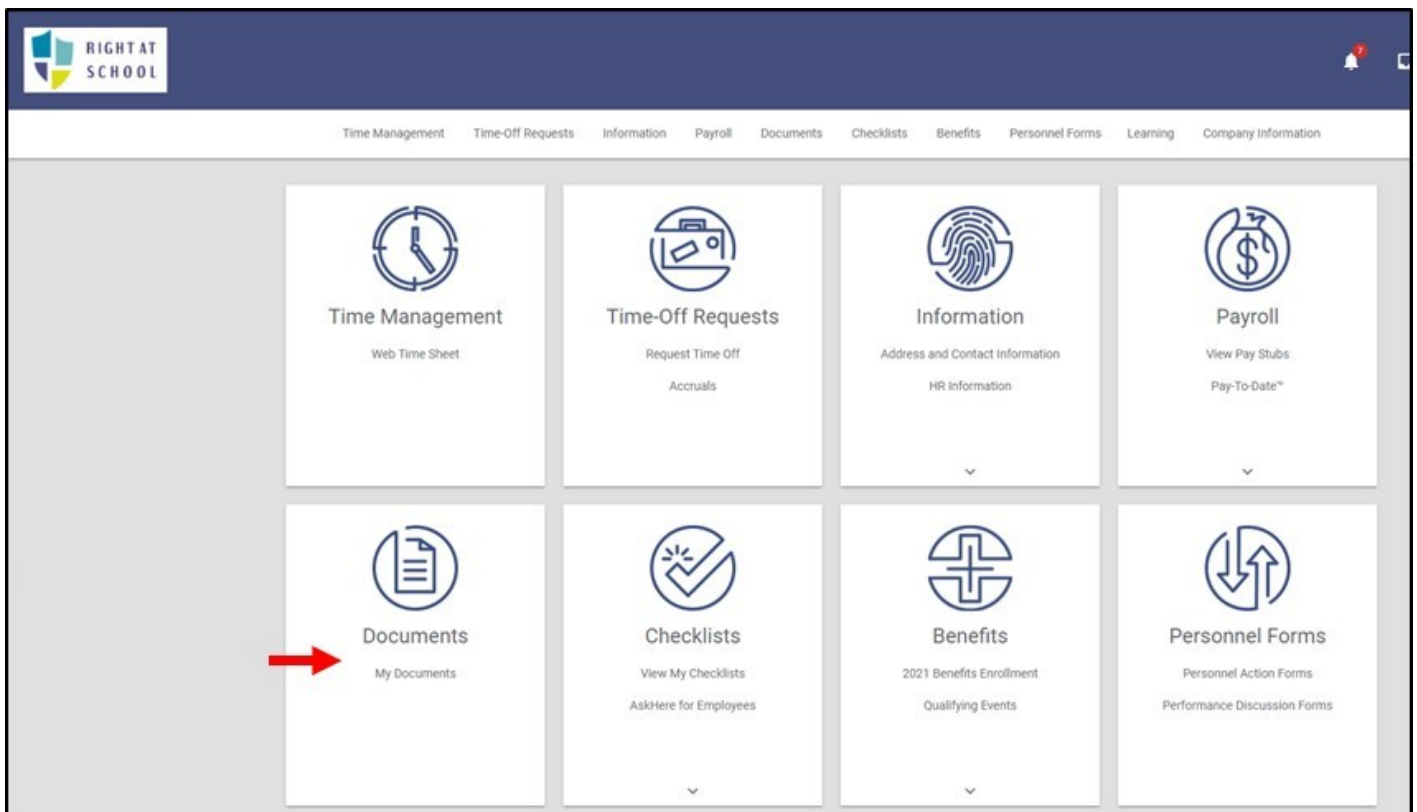 RIGHT AT
SCHOOL
7
Time Management Time-Off Requests Information Payroll Documents Checklists Benefits Personnel Forms Learning Company Information
Time Management
Web Time Sheet
Time-Off Requests
Request Time Off
Accruals
Information
Address and Contact Information
HR Information
Payroll
View Pay Stubs
Pay-To-Date™
Documents
My Documents
Checklists
View My Checklists
AskHere for Employees
Benefits
2021 Benefits Enrollment
Qualifying Events
Personnel Forms
Personnel Action Forms
Performance Discussion Forms